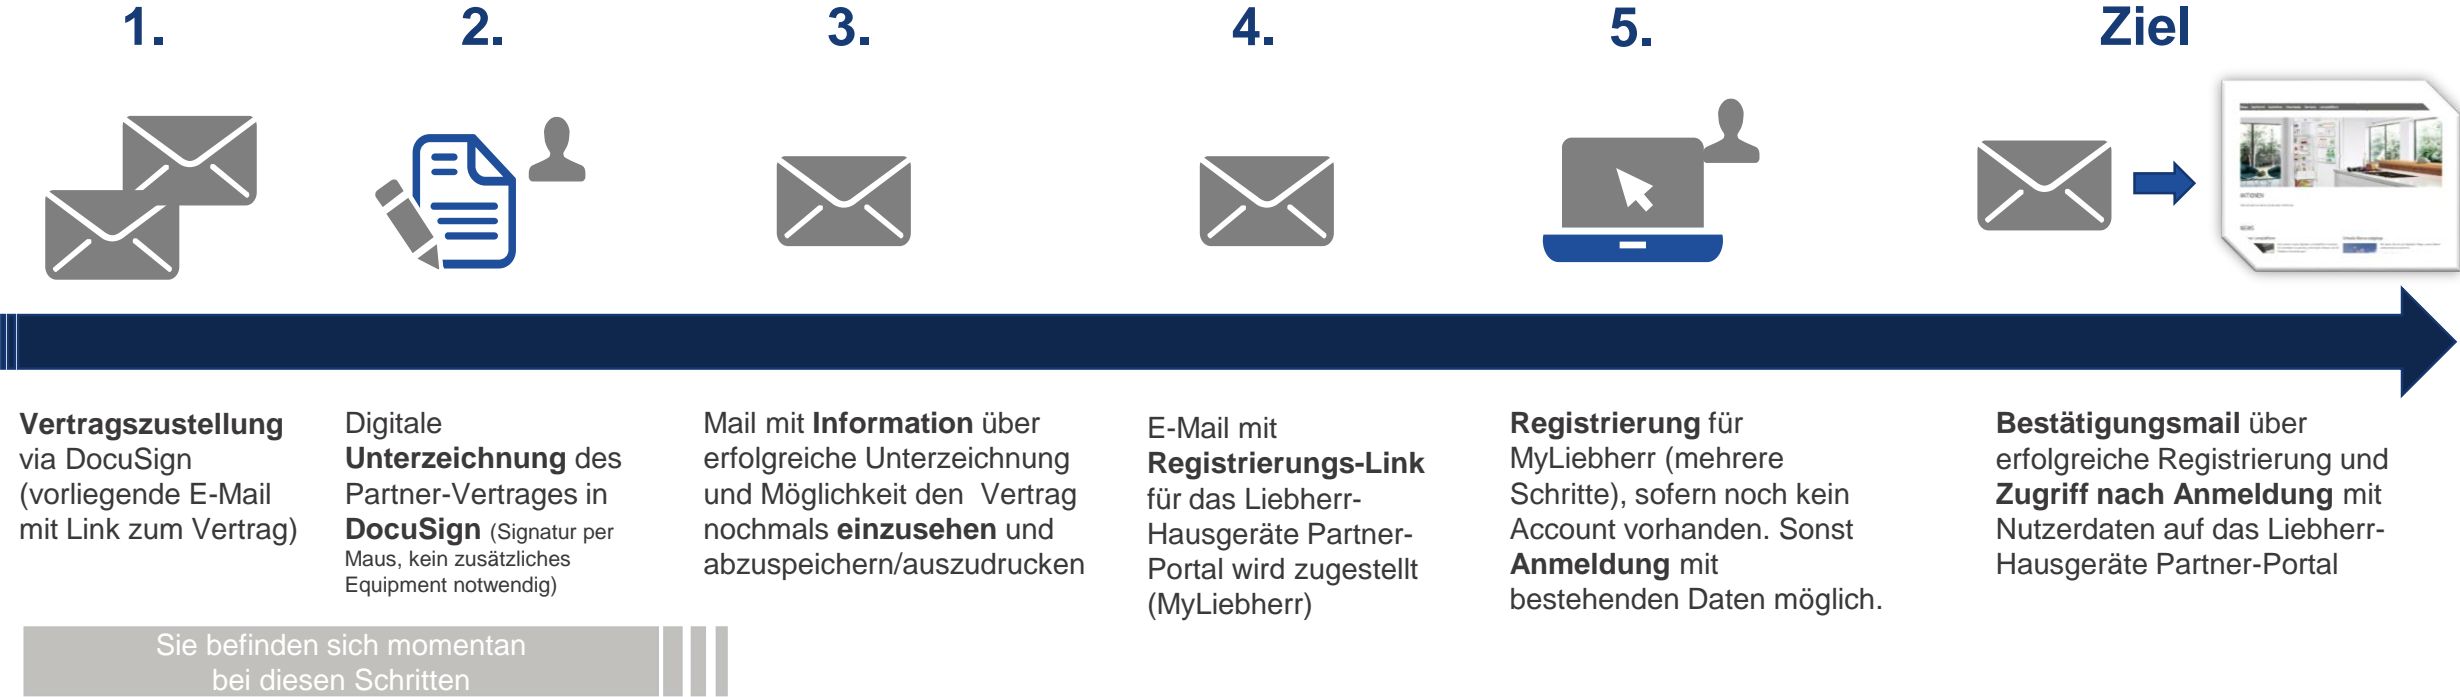 1.
2.
3.
4.
5.
Ziel
AKTIONEN
NEWS
Vertragszustellung
via DocuSign
(vorliegende E-Mail
mit Link zum Vertrag)
Digitale
Unterzeichnung des
Partner-Vertrages in
DocuSign (Signatur per
Maus, kein zusätzliches
Equipment notwendig)
Mail mit Information über
erfolgreiche Unterzeichnung
und Möglichkeit den  Vertrag
nochmals einzusehen und
abzuspeichern/auszudrucken
E-Mail mit
Registrierungs-Link
für das Liebherr-
Hausgeräte Partner-
Portal wird zugestellt
(MyLiebherr)
Registrierung für
MyLiebherr (mehrere
Schritte), sofern noch kein
Account vorhanden. Sonst
Anmeldung mit
bestehenden Daten möglich.
Bestätigungsmail über
erfolgreiche Registrierung und
Zugriff nach Anmeldung mit
Nutzerdaten auf das Liebherr-
Hausgeräte Partner-Portal
Sie befinden sich momentan
bei diesen Schritten